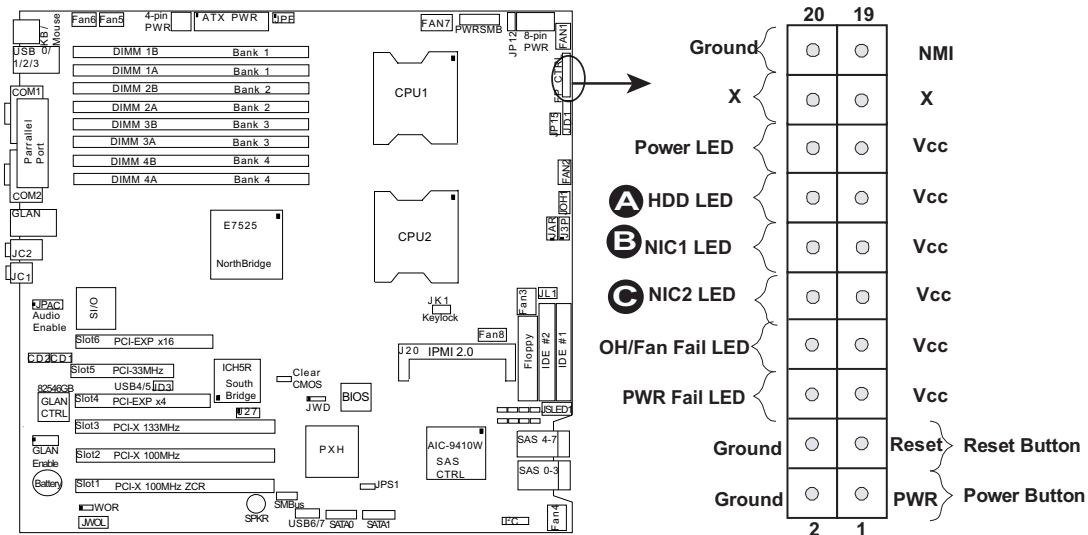 Fam6 Fan5
4-pin
PWR
ATX PWR
JPF
FAN7
PWRSMB
JP12
8-pin
PWR
FAN1
KB/
Mouse
USB 0/
1/2/3
DIMM 1B Bank 1
DIMM 1A Bank 1
DIMM 2B Bank 2
DIMM 2A Bank 2
DIMM 3B Bank 3
DIMM 3A Bank 3
DIMM 4B Bank 4
DIMM 4A Bank 4
CPU1
FP CTRL
JP15
JD1
COM1
Parrallel
Port
COM2
GLAN
JC2
JC1
FAN2
JOH1
JAR
J3P
E7525
NorthBridge
CPU2
JPAC
Audio
Enable
S I/O
JK1
Keylock
Fan3
JL1
Fan8
Floppy
IDE #2
IDE #1
J20 IPMI 2.0
Slot6 PCI-EXP x16
CD2 CD1
Slot5 PCI-33MHz
82546GB
GLAN
CTRL
USB4/5 JD3
Slot4 PCI-EXP x4
ICH5R
South
Bridge
J27
Clear
CMOS
JWD
BIOS
JSLED1
Slot3 PCI-X 133MHz
GLAN
Enable
Slot2 PCI-X 100MHz
PXH
AIC-9410W
SAS
CTRL
SAS 4-7
SAS 0-3
Battery
Slot1 PCI-X 100MHz ZCR
JPS1
WOR
JWOL
SPKR
SMBus
USB6/7
SATA0
SATA1
I²C
Fan4
20 19
Ground NMI
X X
Power LED Vcc
A HDD LED Vcc
B NIC1 LED Vcc
C NIC2 LED Vcc
OH/Fan Fail LED Vcc
PWR Fail LED Vcc
Ground Reset Reset Button
Ground PWR Power Button
2 1